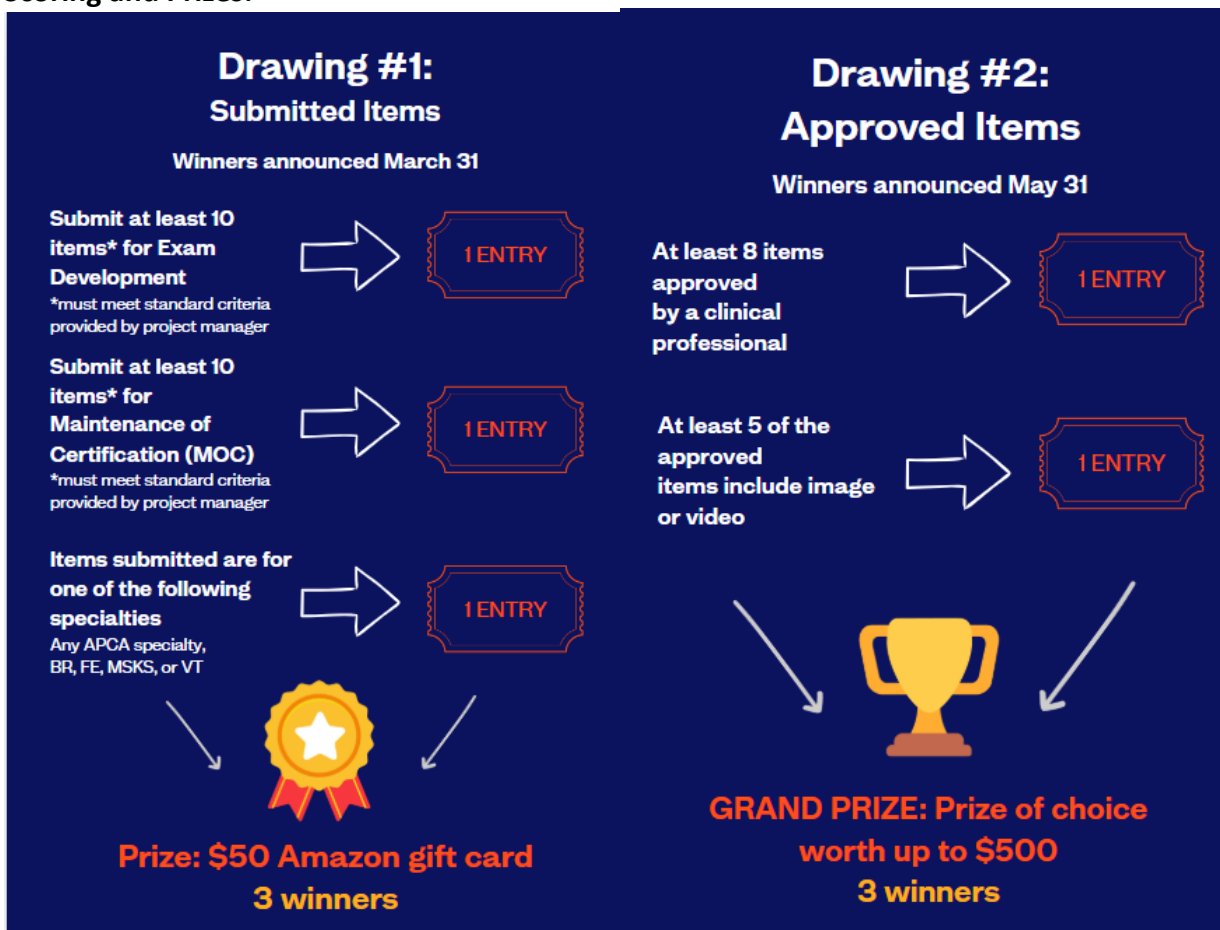 Scoring and Prizes:
Drawing #1:
Submitted Items
Winners announced March 31
Submit at least 10
items* for Exam
Development
*must meet standard criteria
provided by project manager
1 ENTRY
Submit at least 10
items* for
Maintenance of
Certification (MOC)
*must meet standard criteria
provided by project manager
1 ENTRY
Items submitted are for
one of the following
specialties
Any APCA specialty,
BR, FE, MSKS, or VT
1 ENTRY
Prize: $50 Amazon gift card
3 winners
Drawing #2:
Approved Items
Winners announced May 31
At least 8 items
approved
by a clinical
professional
1 ENTRY
At least 5 of the
approved
items include image
or video
1 ENTRY
GRAND PRIZE: Prize of choice
worth up to $500
3 winners